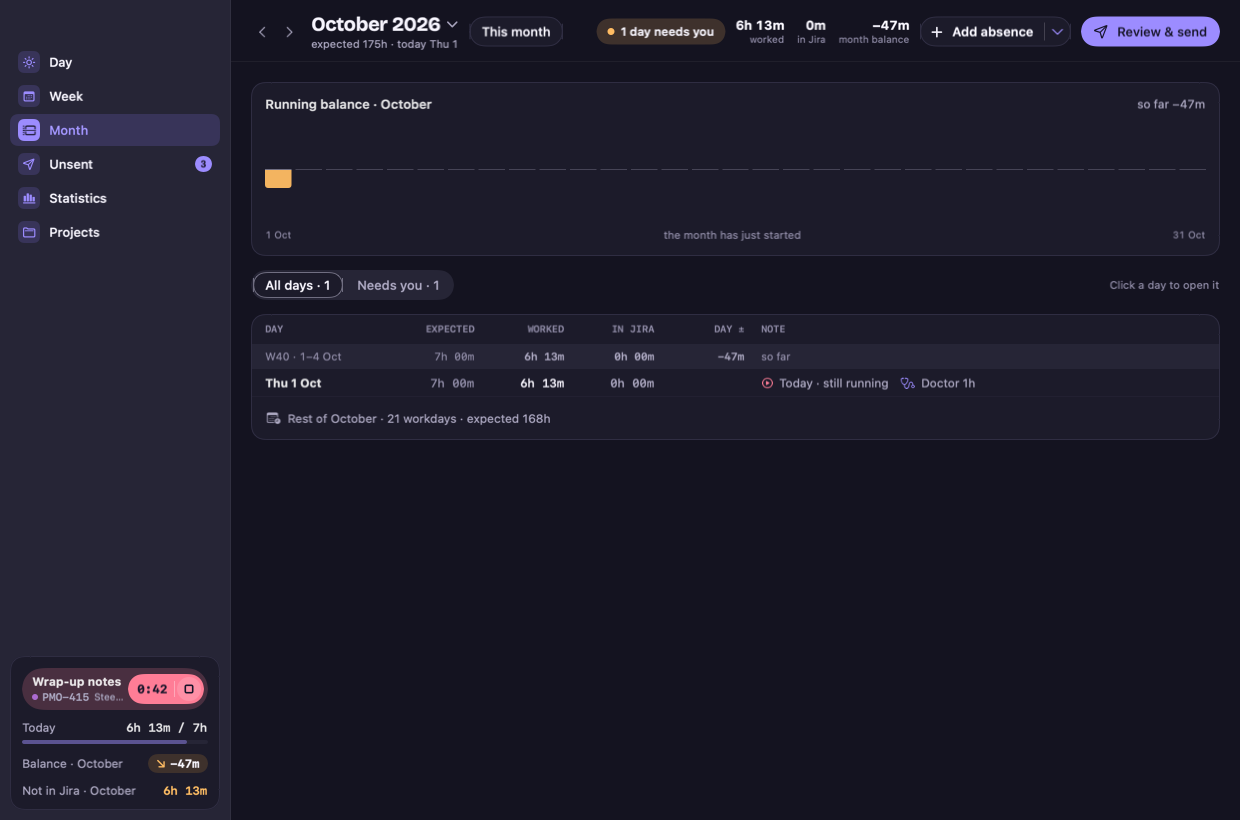 Day
Week
Month
Unsent 3
Statistics
Projects
Wrap-up notes
PMO-415 Stee...
0:42
Today 6h 13m / 7h
Balance · October −47m
Not in Jira · October 6h 13m
October 2026
expected 175h · today Thu 1
This month
1 day needs you
6h 13m
worked
0m
in Jira
−47m
month balance
Add absence
Review & send
Running balance · October
so far −47m
1 Oct
the month has just started
31 Oct
All days · 1
Needs you · 1
Click a day to open it
DAY EXPECTED WORKED IN JIRA DAY ± NOTE
W40 · 1–4 Oct 7h 00m 6h 13m 0h 00m −47m so far
Thu 1 Oct 7h 00m 6h 13m 0h 00m Today · still running Doctor 1h
Rest of October · 21 workdays · expected 168h